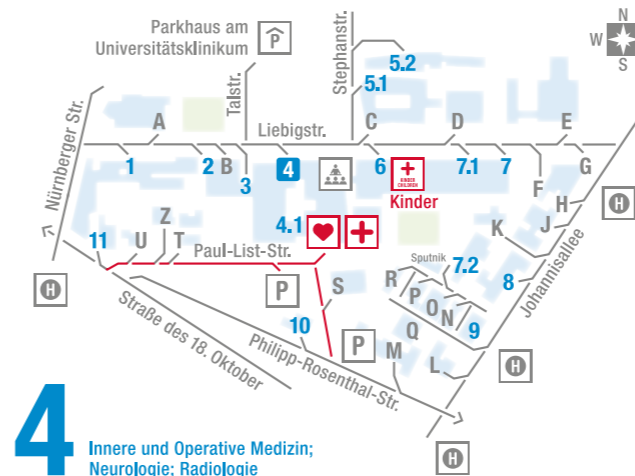 Parkhaus am
Universitätsklinikum
P
Stephanstr.
N
W
S
5.2
5.1
Talstr.
Nürnberger Str.
A
Liebigstr.
C
D
E
1
2
B
3
4
6
KINDER
CHILDREN
Kinder
7.1
7
F
G
H
H
J
K
4.1
Z
11
U
T
Paul-List-Str.
Sputnik
7.2
R
P
O
N
8
9
Johannisallee
H
P
S
Straße des 18. Oktober
10
Philipp-Rosenthal-Str.
P
Q
M
L
H
H
4
Innere und Operative Medizin;
Neurologie; Radiologie